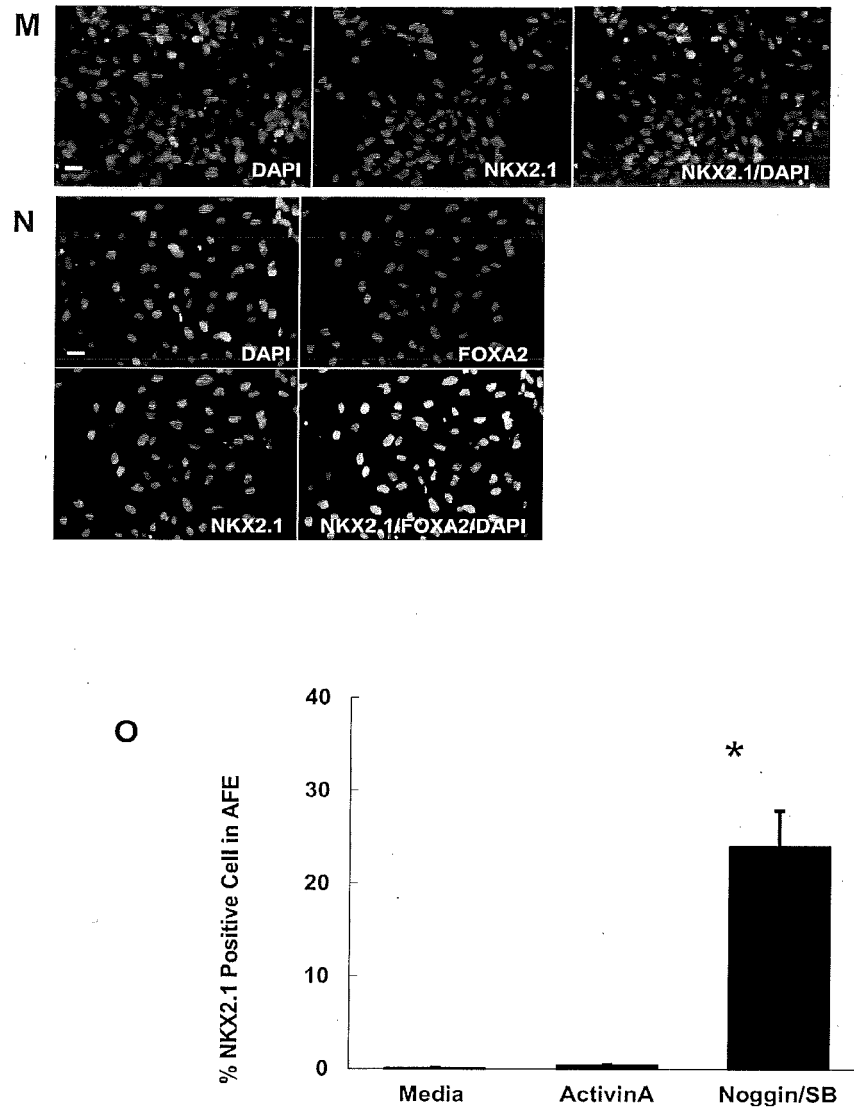 M
DAPI
NKX2.1
NKX2.1/DAPI
N
DAPI
FOXA2
NKX2.1
NKX2.1/FOXA2/DAPI
O
% NKX2.1 Positive Cell in AFE
40
30
20
10
0
*
Media
ActivinA
Noggin/SB